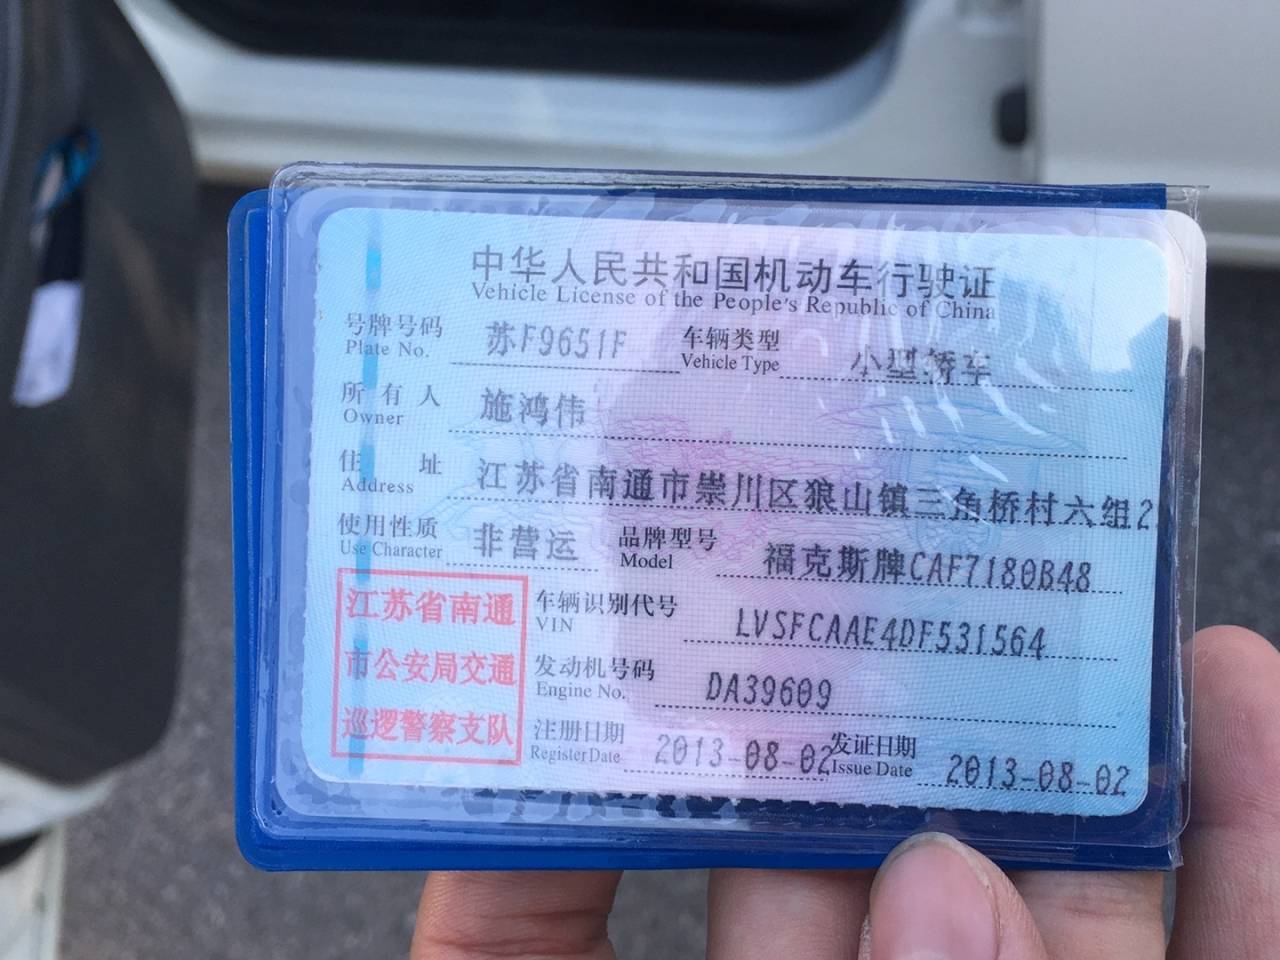 中华人民共和国机动车行驶证
Vehicle License of the People's Republic of China
号牌号码 苏F9651F 车辆类型 小型轿车
Plate No. Vehicle Type
所有人 施鸿伟
Owner
住址 江苏省南通市崇川区狼山镇三角桥村六组2
Address
使用性质 非营运 品牌型号 福克斯牌CAF7180B48
Use Character Model
江苏省南通
市公安局交通
巡逻警察支队
车辆识别代号 LVSFCAAE4DF531564
VIN
发动机号码 DA39609
Engine No.
注册日期 2013-08-02 发证日期 2013-08-02
Register Date Issue Date